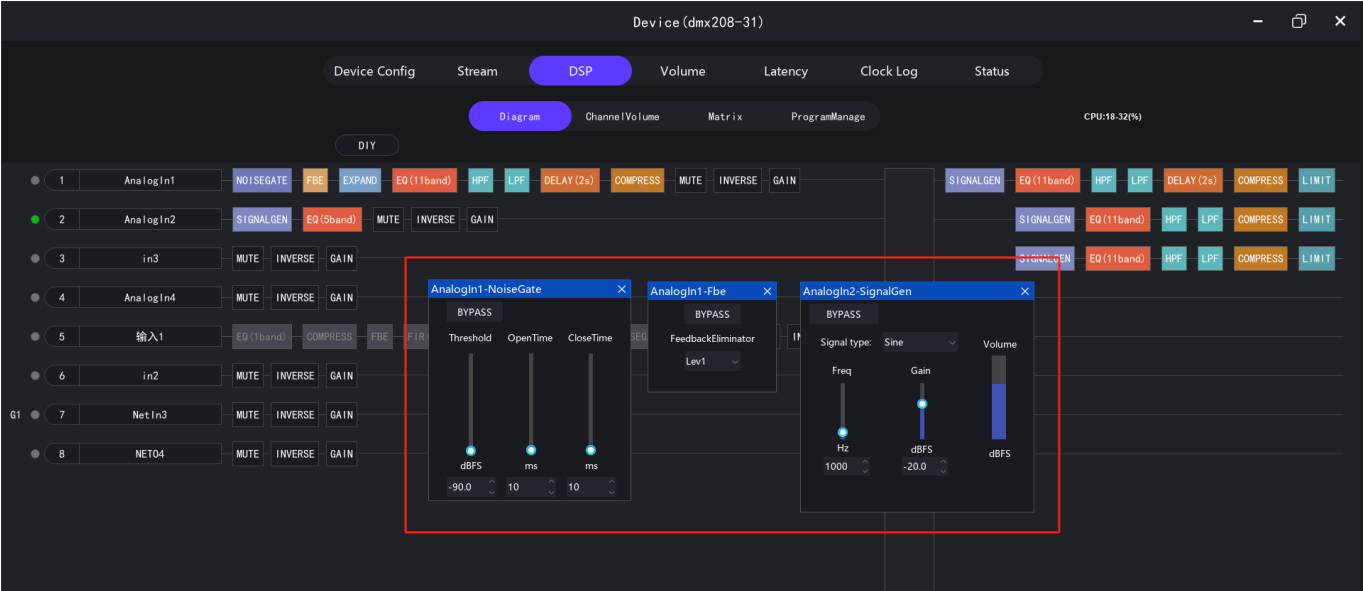 Device(dmx208-31)
Device Config Stream DSP Volume Latency Clock Log Status
Diagram ChannelVolume Matrix ProgramManage CPU:18-32(%)
DIY
1 AnalogIn1 NOISEGATE FBE EXPAND EQ(11band) HPF LPF DELAY(2s) COMPRESS MUTE INVERSE GAIN SIGNALGEN EQ(11band) HPF LPF DELAY(2s) COMPRESS LIMIT
2 AnalogIn2 SIGNALGEN EQ(5band) MUTE INVERSE GAIN SIGNALGEN EQ(11band) HPF LPF COMPRESS LIMIT
3 in3 MUTE INVERSE GAIN SIGNALGEN EQ(11band) HPF LPF COMPRESS LIMIT
4 AnalogIn4 MUTE INVERSE GAIN
5 输入1 EQ(1band) COMPRESS FBE FIR
6 in2 MUTE INVERSE GAIN
G1 7 NetIn3 MUTE INVERSE GAIN
8 NETO4 MUTE INVERSE GAIN
AnalogIn1-NoiseGate
BYPASS
Threshold OpenTime CloseTime
dBFS ms ms
-90.0 10 10
AnalogIn1-Fbe
BYPASS
FeedbackEliminator
Lev1
AnalogIn2-SignalGen
BYPASS
Signal type: Sine Volume
Freq Gain
Hz dBFS dBFS
1000 -20.0